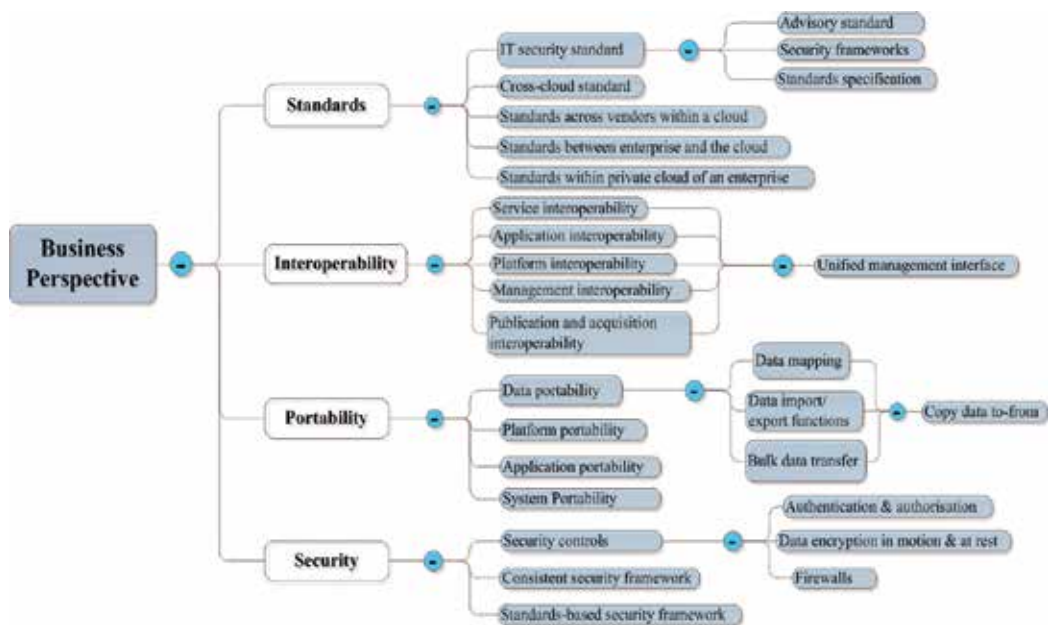 Business
Perspective
Standards
IT security standard
Advisory standard
Security frameworks
Standards specification
Cross-cloud standard
Standards across vendors within a cloud
Standards between enterprise and the cloud
Standards within private cloud of an enterprise
Interoperability
Service interoperability
Application interoperability
Platform interoperability
Management interoperability
Publication and acquisition
interoperability
Unified management interface
Portability
Data portability
Data mapping
Data import/
export functions
Bulk data transfer
Copy data to-from
Platform portability
Application portability
System Portability
Security
Security controls
Authentication & authorisation
Data encryption in motion & at rest
Firewalls
Consistent security framework
Standards-based security framework